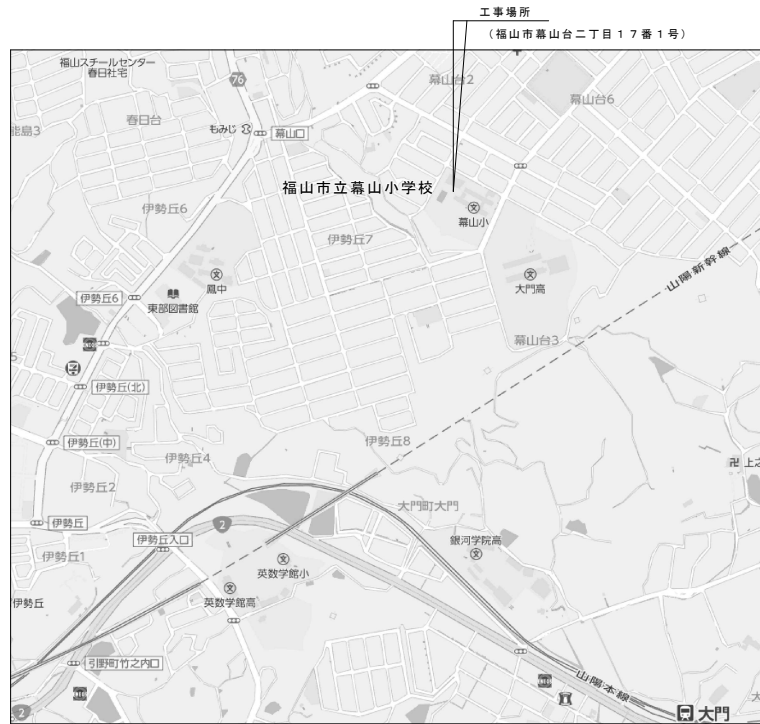 工事場所
(福山市幕山台二丁目17番1号)
福山スチールセンター
春日社宅
76
幕山台2
幕山台6
能島3
春日台
もみじ
幕山口
福山市立幕山小学校
幕山小
伊勢丘6
伊勢丘7
山陽新幹線
鳳中
大門高
伊勢丘6
東部図書館
幕山台3
5
伊勢丘(北)
伊勢丘(中)
伊勢丘8
伊勢丘4
上之
伊勢丘2
大門町大門
伊勢丘
2
伊勢丘入口
銀河学院高
伊勢丘1
英数学館小
英数学館高
伊勢丘
引野町竹之内口
山陽本線
2
大門
大